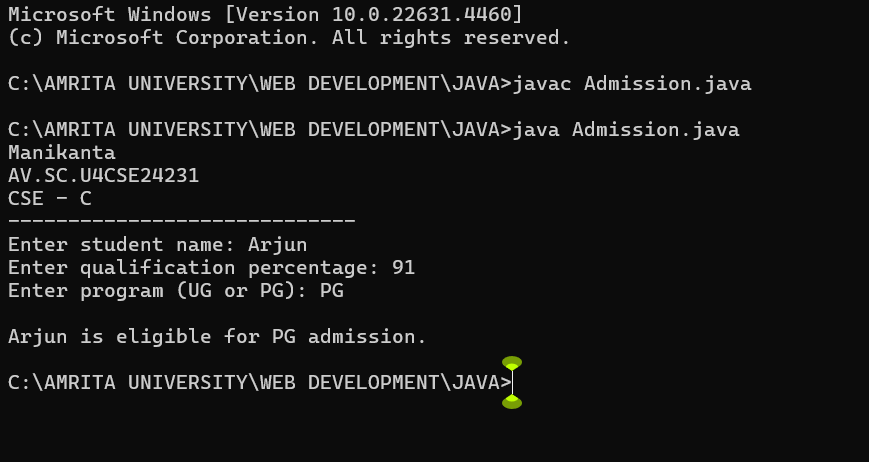 Microsoft Windows [Version 10.0.22631.4460]
(c) Microsoft Corporation. All rights reserved.
C:\AMRITA UNIVERSITY\WEB DEVELOPMENT\JAVA>javac Admission.java
C:\AMRITA UNIVERSITY\WEB DEVELOPMENT\JAVA>java Admission.java
Manikanta
AV.SC.U4CSE24231
CSE - C
-----------------------------
Enter student name: Arjun
Enter qualification percentage: 91
Enter program (UG or PG): PG
Arjun is eligible for PG admission.
C:\AMRITA UNIVERSITY\WEB DEVELOPMENT\JAVA>